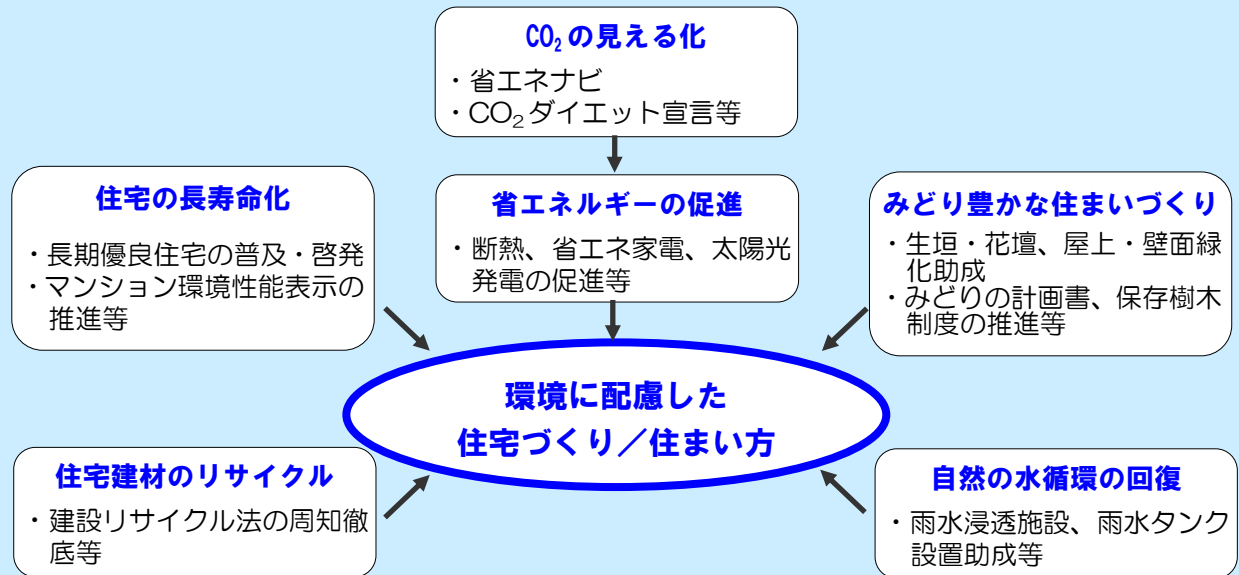 CO₂の見える化
・省エネナビ
・CO₂ダイエット宣言等
住宅の長寿命化
・長期優良住宅の普及・啓発
・マンション環境性能表示の
推進等
省エネルギーの促進
・断熱、省エネ家電、太陽光
発電の促進等
みどり豊かな住まいづくり
・生垣・花壇、屋上・壁面緑
化助成
・みどりの計画書、保存樹木
制度の推進等
環境に配慮した
住宅づくり／住まい方
住宅建材のリサイクル
・建設リサイクル法の周知徹
底等
自然の水循環の回復
・雨水浸透施設、雨水タンク
設置助成等